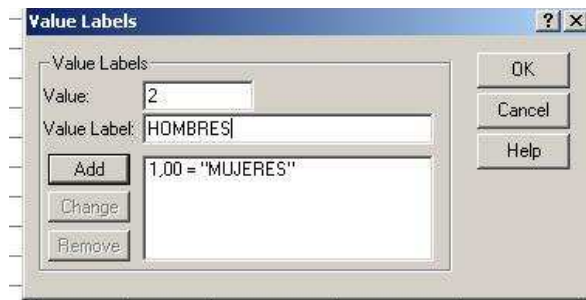 Value Labels
? ×
Value Labels
Value: 2
Value Label: HOMBRES
OK
Cancel
Help
Add
Change
Remove
1,00 = "MUJERES"